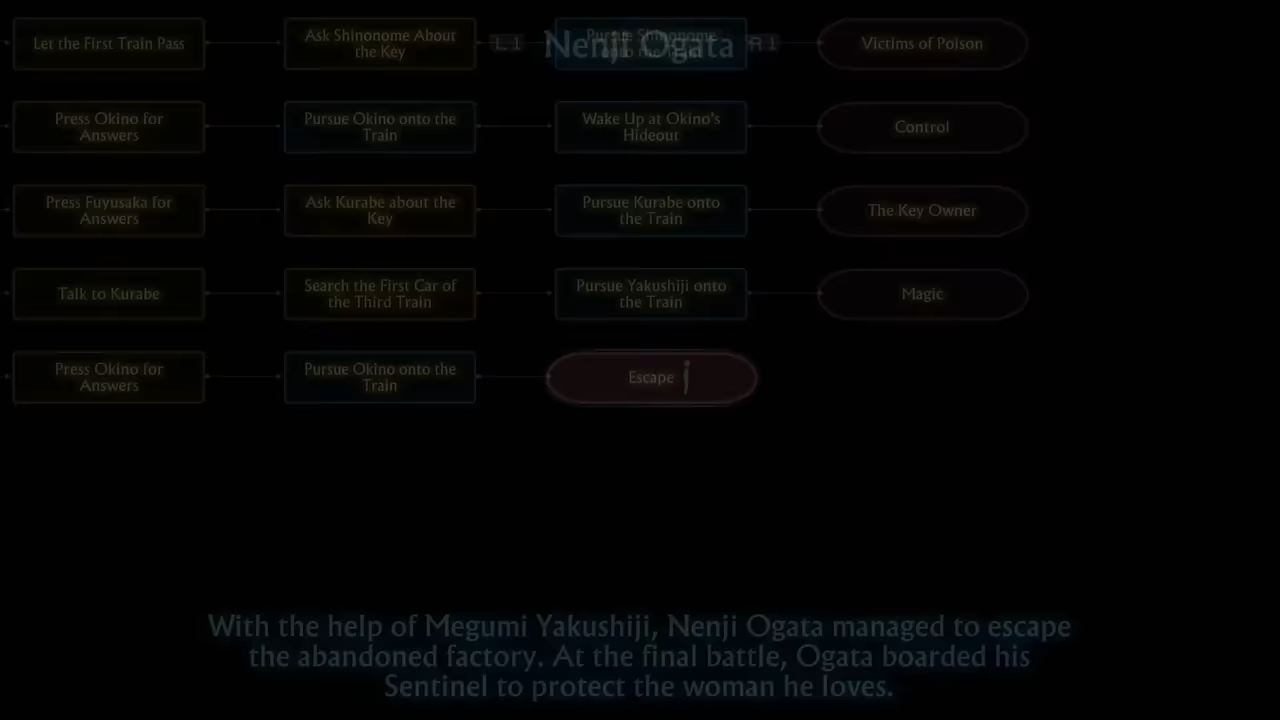 Let the First Train Pass
Ask Shinonome About
the Key
L1
Pursue Shinonome
onto the Train
Nenji Ogata
R1
Victims of Poison
Press Okino for
Answers
Pursue Okino onto the
Train
Wake Up at Okino's
Hideout
Control
Press Fuyusaka for
Answers
Ask Kurabe about the
Key
Pursue Kurabe onto
the Train
The Key Owner
Talk to Kurabe
Search the First Car of
the Third Train
Pursue Yakushiji onto
the Train
Magic
Press Okino for
Answers
Pursue Okino onto the
Train
Escape
With the help of Megumi Yakushiji, Nenji Ogata managed to escape
the abandoned factory. At the final battle, Ogata boarded his
Sentinel to protect the woman he loves.